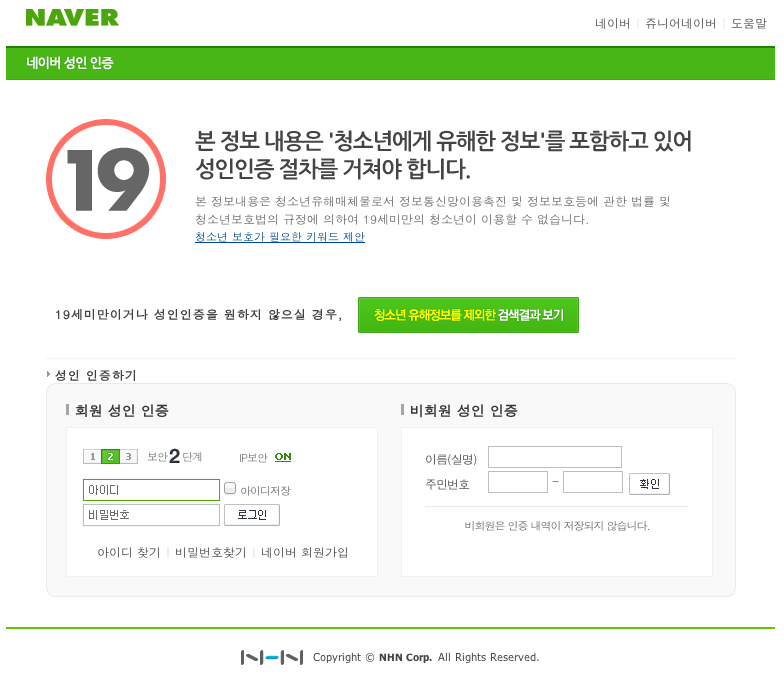 NAVER
네이버 | 쥬니어네이버 | 도움말
네이버 성인 인증
19
본 정보 내용은 '청소년에게 유해한 정보'를 포함하고 있어
성인인증 절차를 거쳐야 합니다.
본 정보내용은 청소년유해매체물로서 정보통신망이용촉진 및 정보보호등에 관한 법률 및
청소년보호법의 규정에 의하여 19세미만의 청소년이 이용할 수 없습니다.
청소년 보호가 필요한 키워드 제안
19세미만이거나 성인인증을 원하지 않으실 경우, 청소년 유해정보를 제외한 검색결과 보기
성인 인증하기
회원 성인 인증
1 2 3 보안 2 단계 IP보안 ON
아이디 아이디저장
비밀번호 로그인
아이디 찾기 | 비밀번호찾기 | 네이버 회원가입
비회원 성인 인증
이름(실명)
주민번호 - 확인
비회원은 인증 내역이 저장되지 않습니다.
NHN Copyright © NHN Corp. All Rights Reserved.